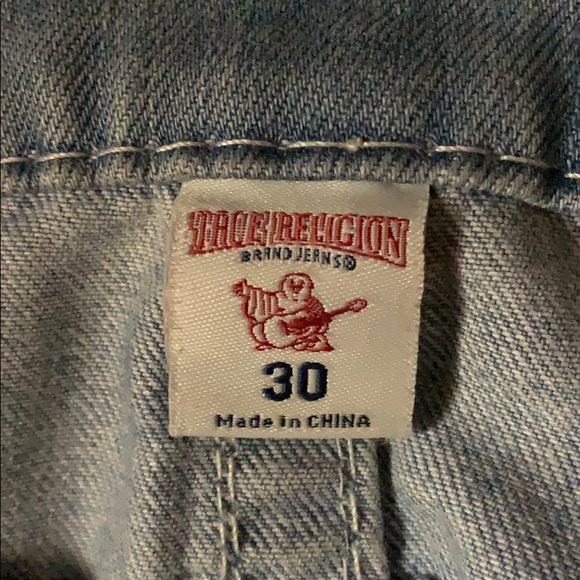 TRUE RELIGION
BRAND JEANS®
30
Made in CHINA